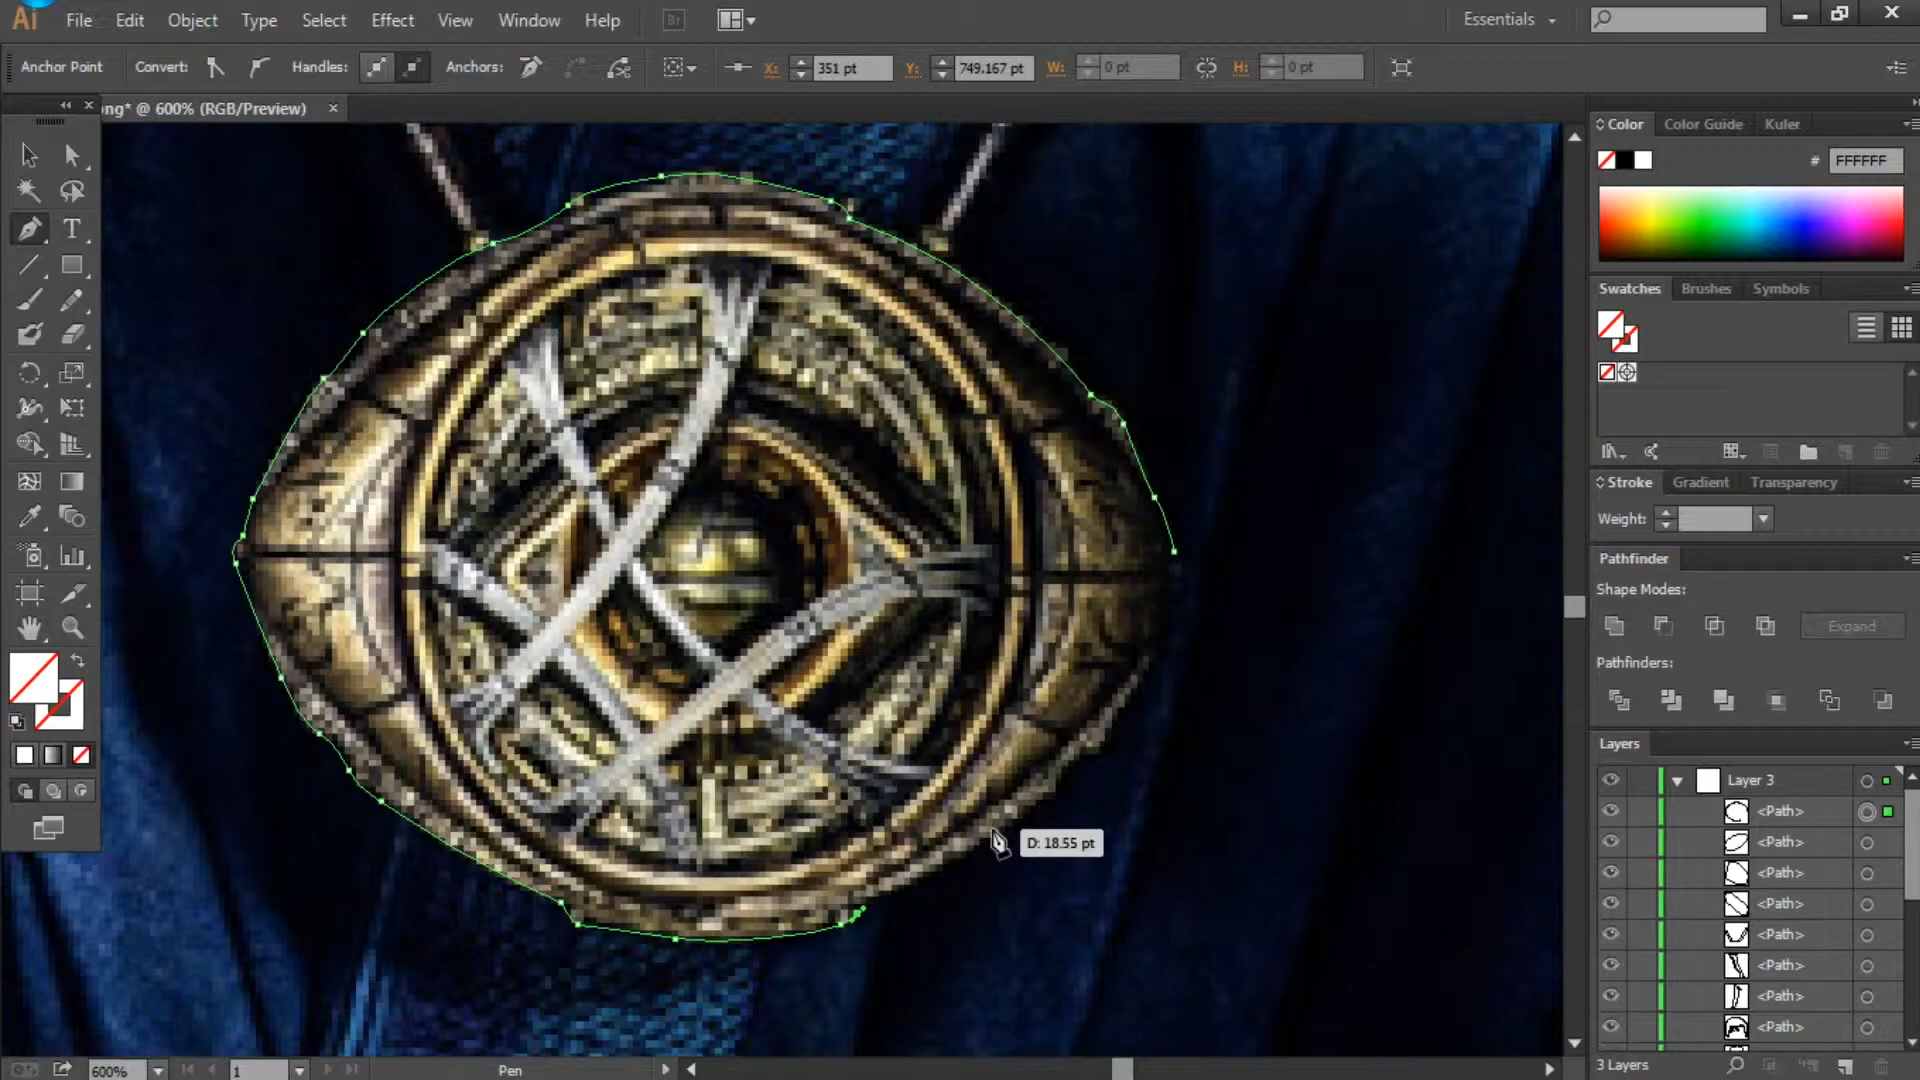 Ai File Edit Object Type Select Effect View Window Help Br Essentials
Anchor Point Convert: Handles: Anchors: X: 351 pt Y: 749.167 pt W: 0 pt H: 0 pt
ong* @ 600% (RGB/Preview)
Color Color Guide Kuler
# FFFFFF
Swatches Brushes Symbols
Stroke Gradient Transparency
Weight:
Pathfinder
Shape Modes:
Expand
Pathfinders:
Layers
Layer 3
<Path>
<Path>
<Path>
<Path>
<Path>
<Path>
<Path>
<Path>
D: 18.55 pt
3 Layers
600% 1 Pen